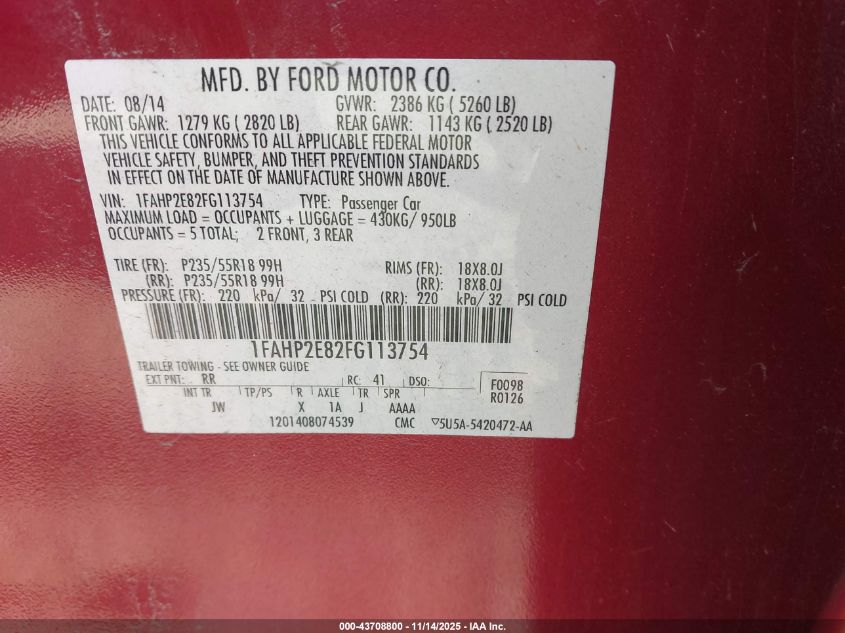 MFD. BY FORD MOTOR CO.
DATE: 08/14 GVWR: 2386 KG ( 5260 LB)
FRONT GAWR: 1279 KG ( 2820 LB) REAR GAWR: 1143 KG ( 2520 LB)
THIS VEHICLE CONFORMS TO ALL APPLICABLE FEDERAL MOTOR
VEHICLE SAFETY, BUMPER, AND THEFT PREVENTION STANDARDS
IN EFFECT ON THE DATE OF MANUFACTURE SHOWN ABOVE.
VIN: 1FAHP2E82FG113754 TYPE: Passenger Car
MAXIMUM LOAD = OCCUPANTS + LUGGAGE = 430KG/ 950LB
OCCUPANTS = 5 TOTAL; 2 FRONT, 3 REAR
TIRE (FR): P235/55R18 99H RIMS (FR): 18X8.0J
(RR): P235/55R18 99H (RR): 18X8.0J
PRESSURE (FR): 220 kPa/ 32 PSI COLD (RR): 220 kPa/ 32 PSI COLD
1FAHP2E82FG113754
TRAILER TOWING - SEE OWNER GUIDE
EXT PNT: RR RC: 41 DSO: F0098
INT TR TP/PS R AXLE TR SPR R0126
JW X 1A J AAAA
1201408074539 CMC ▽5U5A-5420472-AA
000-43708800 - 11/14/2025 - IAA Inc.